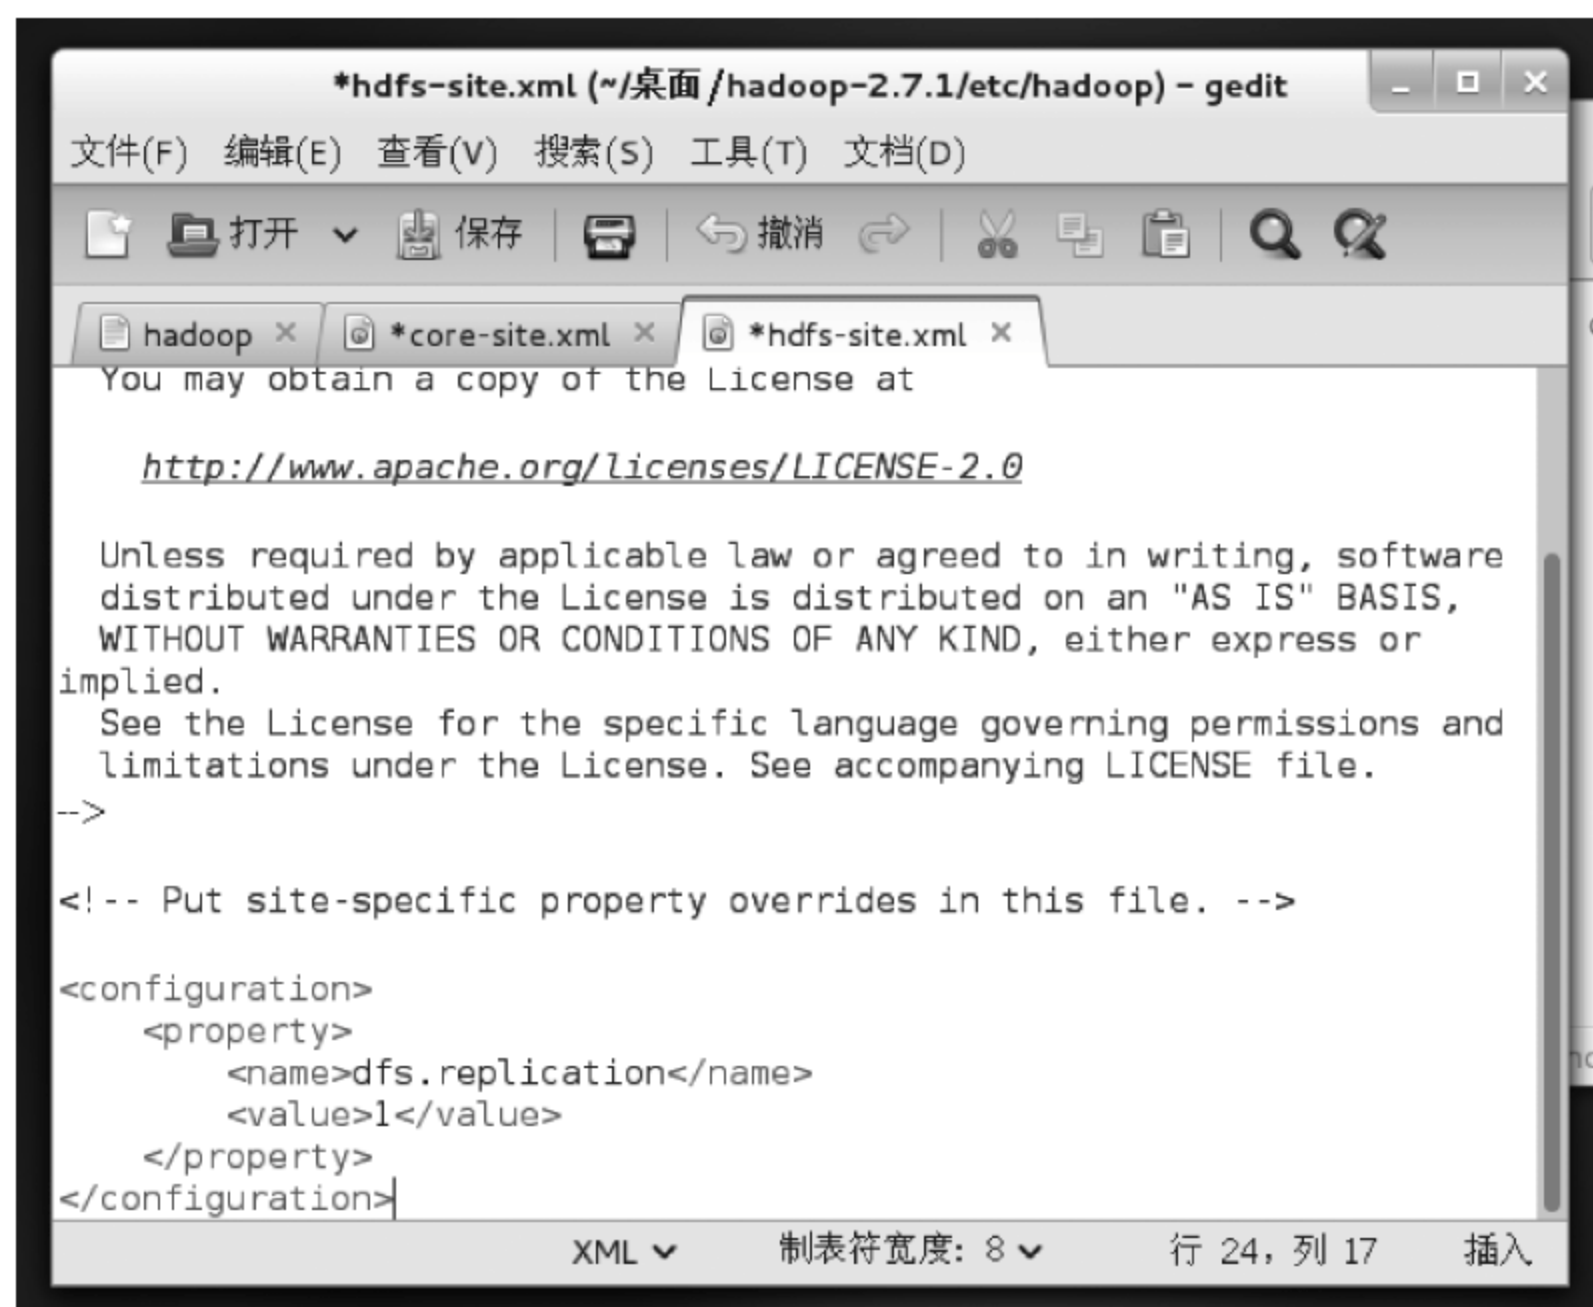 *hdfs-site.xml (~/桌面/hadoop-2.7.1/etc/hadoop) – gedit
文件(F) 编辑(E) 查看(V) 搜索(S) 工具(T) 文档(D)
打开 保存 撤消
hadoop *core-site.xml *hdfs-site.xml
You may obtain a copy of the License at
http://www.apache.org/licenses/LICENSE-2.0
Unless required by applicable law or agreed to in writing, software
distributed under the License is distributed on an "AS IS" BASIS,
WITHOUT WARRANTIES OR CONDITIONS OF ANY KIND, either express or
implied.
See the License for the specific language governing permissions and
limitations under the License. See accompanying LICENSE file.
-->
<!-- Put site-specific property overrides in this file. -->
<configuration>
<property>
<name>dfs.replication</name>
<value>1</value>
</property>
</configuration>
XML 制表符宽度: 8 行 24, 列 17 插入